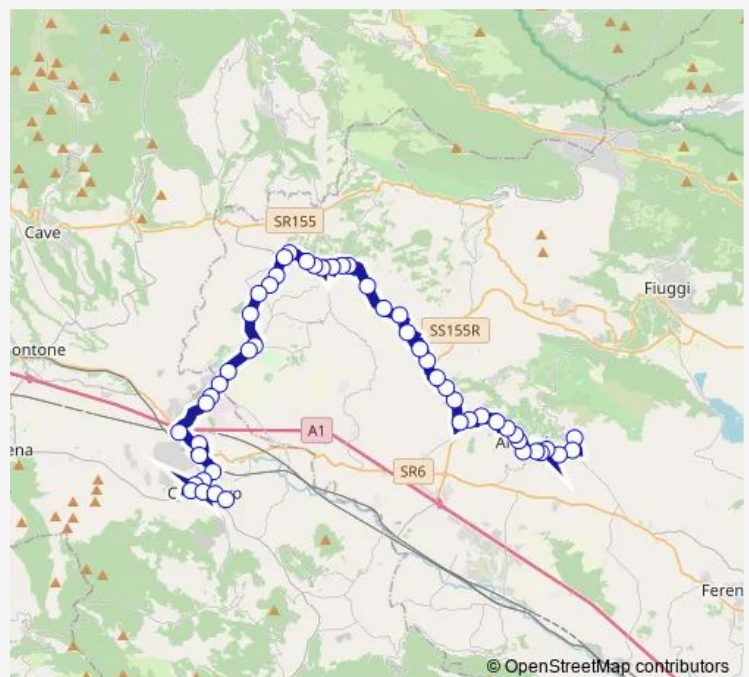 SR155
Cave
Fiuggi
SS155R
ontone
A1
ena
SR6
Feren
© OpenStreetMap contributors